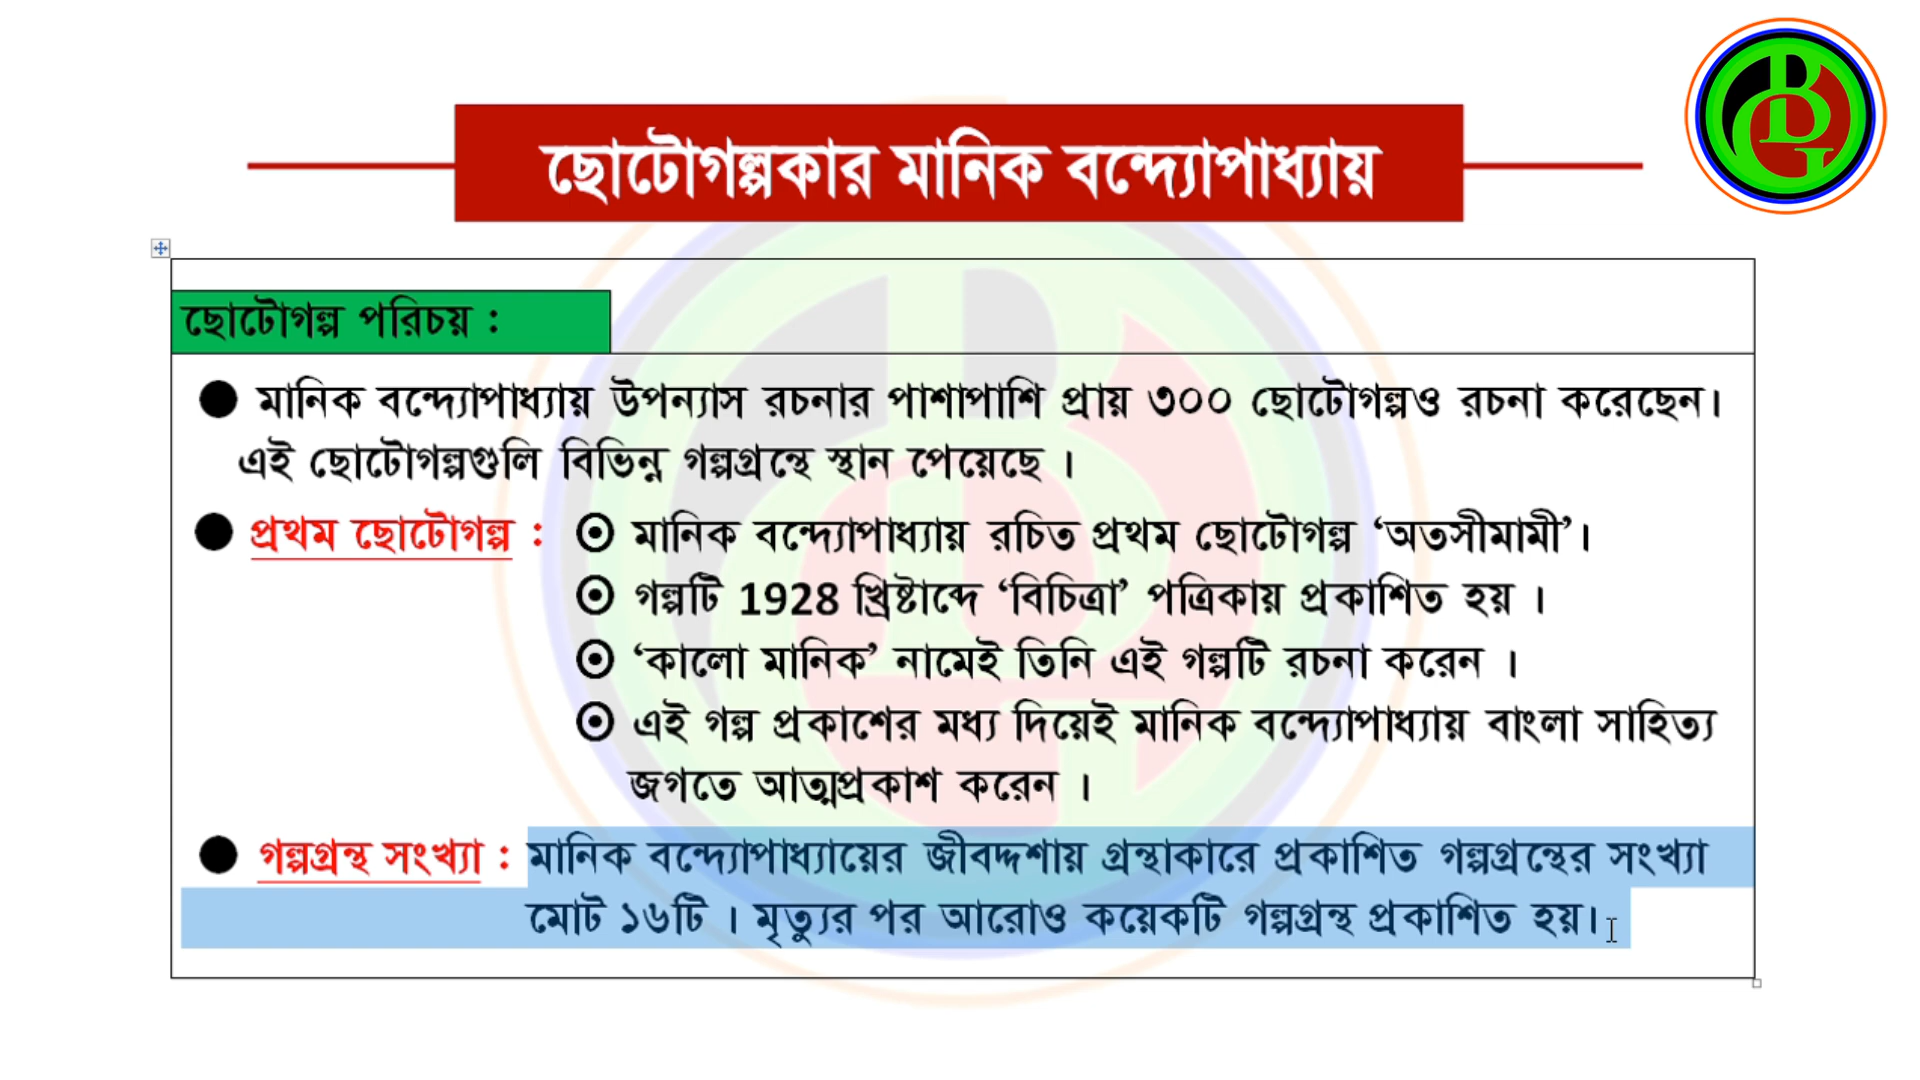 ছোটোগল্পকার মানিক বন্দ্যোপাধ্যায়
BGD
ছোটোগল্প পরিচয় :
● মানিক বন্দ্যোপাধ্যায় উপন্যাস রচনার পাশাপাশি প্রায় ৩০০ ছোটোগল্পও রচনা করেছেন।
এই ছোটোগল্পগুলি বিভিন্ন গল্পগ্রন্থে স্থান পেয়েছে ।
● প্রথম ছোটোগল্প : ⊙ মানিক বন্দ্যোপাধ্যায় রচিত প্রথম ছোটোগল্প ‘অতসীমামী’।
⊙ গল্পটি 1928 খ্রিষ্টাব্দে ‘বিচিত্রা’ পত্রিকায় প্রকাশিত হয় ।
⊙ ‘কালো মানিক’ নামেই তিনি এই গল্পটি রচনা করেন ।
⊙ এই গল্প প্রকাশের মধ্য দিয়েই মানিক বন্দ্যোপাধ্যায় বাংলা সাহিত্য
জগতে আত্মপ্রকাশ করেন ।
● গল্পগ্রন্থ সংখ্যা : মানিক বন্দ্যোপাধ্যায়ের জীবদ্দশায় গ্রন্থাকারে প্রকাশিত গল্পগ্রন্থের সংখ্যা
মোট ১৬টি । মৃত্যুর পর আরোও কয়েকটি গল্পগ্রন্থ প্রকাশিত হয়।